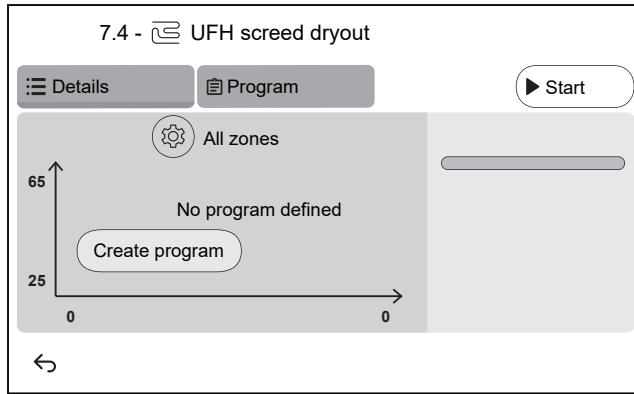 7.4 - UFH screed dryout
Details
Program
Start
All zones
65
No program defined
Create program
25
0
0